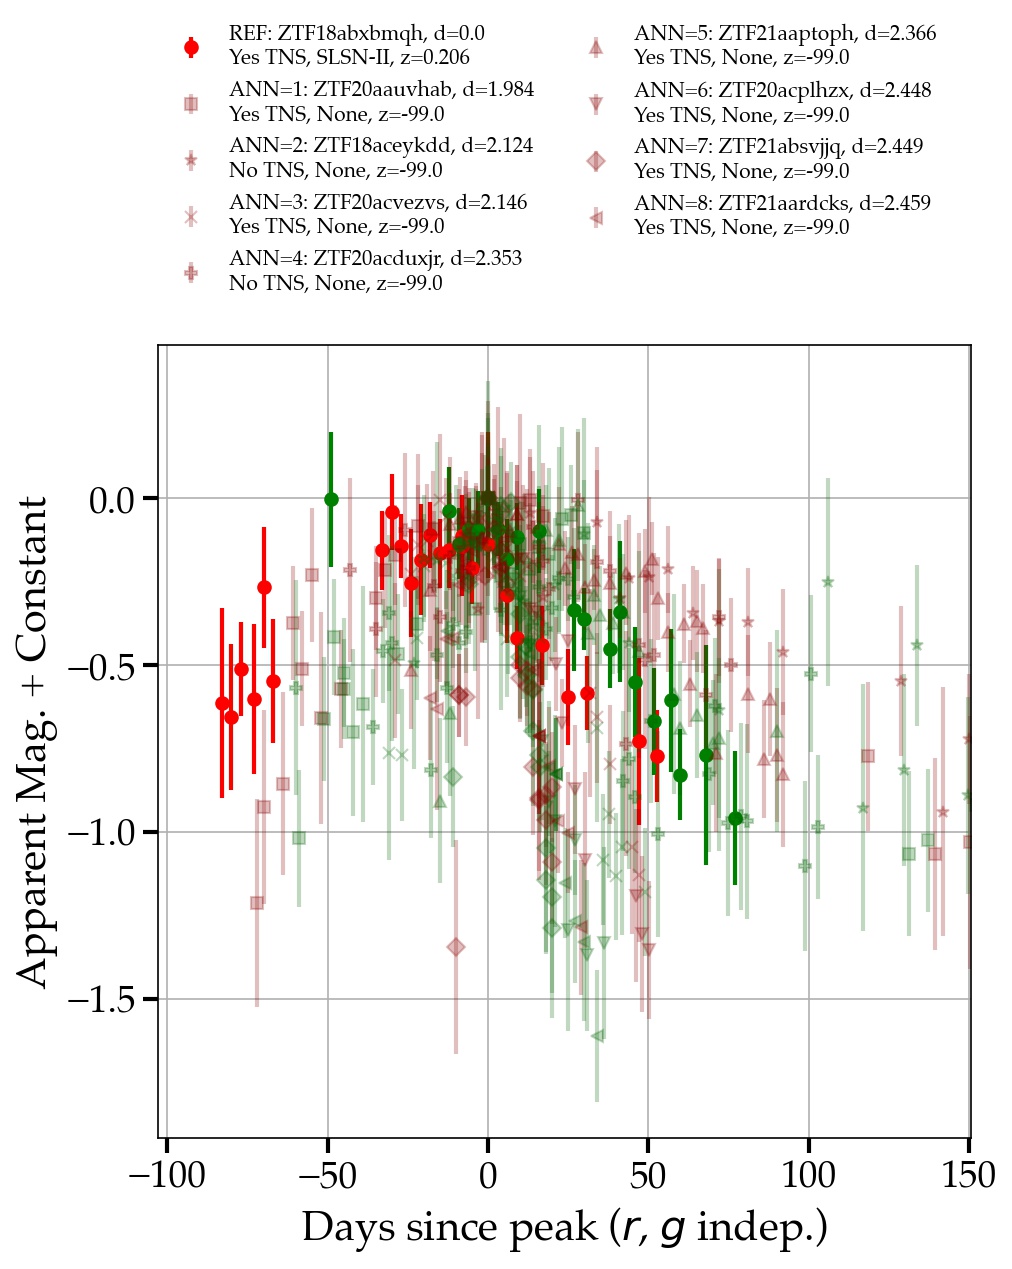 REF: ZTF18abxbmqh, d=0.0
Yes TNS, SLSN-II, z=0.206
ANN=1: ZTF20aauvhab, d=1.984
Yes TNS, None, z=-99.0
ANN=2: ZTF18aceykdd, d=2.124
No TNS, None, z=-99.0
ANN=3: ZTF20acvezvs, d=2.146
Yes TNS, None, z=-99.0
ANN=4: ZTF20acduxjr, d=2.353
No TNS, None, z=-99.0
ANN=5: ZTF21aaptoph, d=2.366
Yes TNS, None, z=-99.0
ANN=6: ZTF20acplhzx, d=2.448
Yes TNS, None, z=-99.0
ANN=7: ZTF21absvjjq, d=2.449
Yes TNS, None, z=-99.0
ANN=8: ZTF21aardcks, d=2.459
Yes TNS, None, z=-99.0
Apparent Mag. + Constant
0.0
−0.5
−1.0
−1.5
−100
−50
0
50
100
150
Days since peak (r, g indep.)